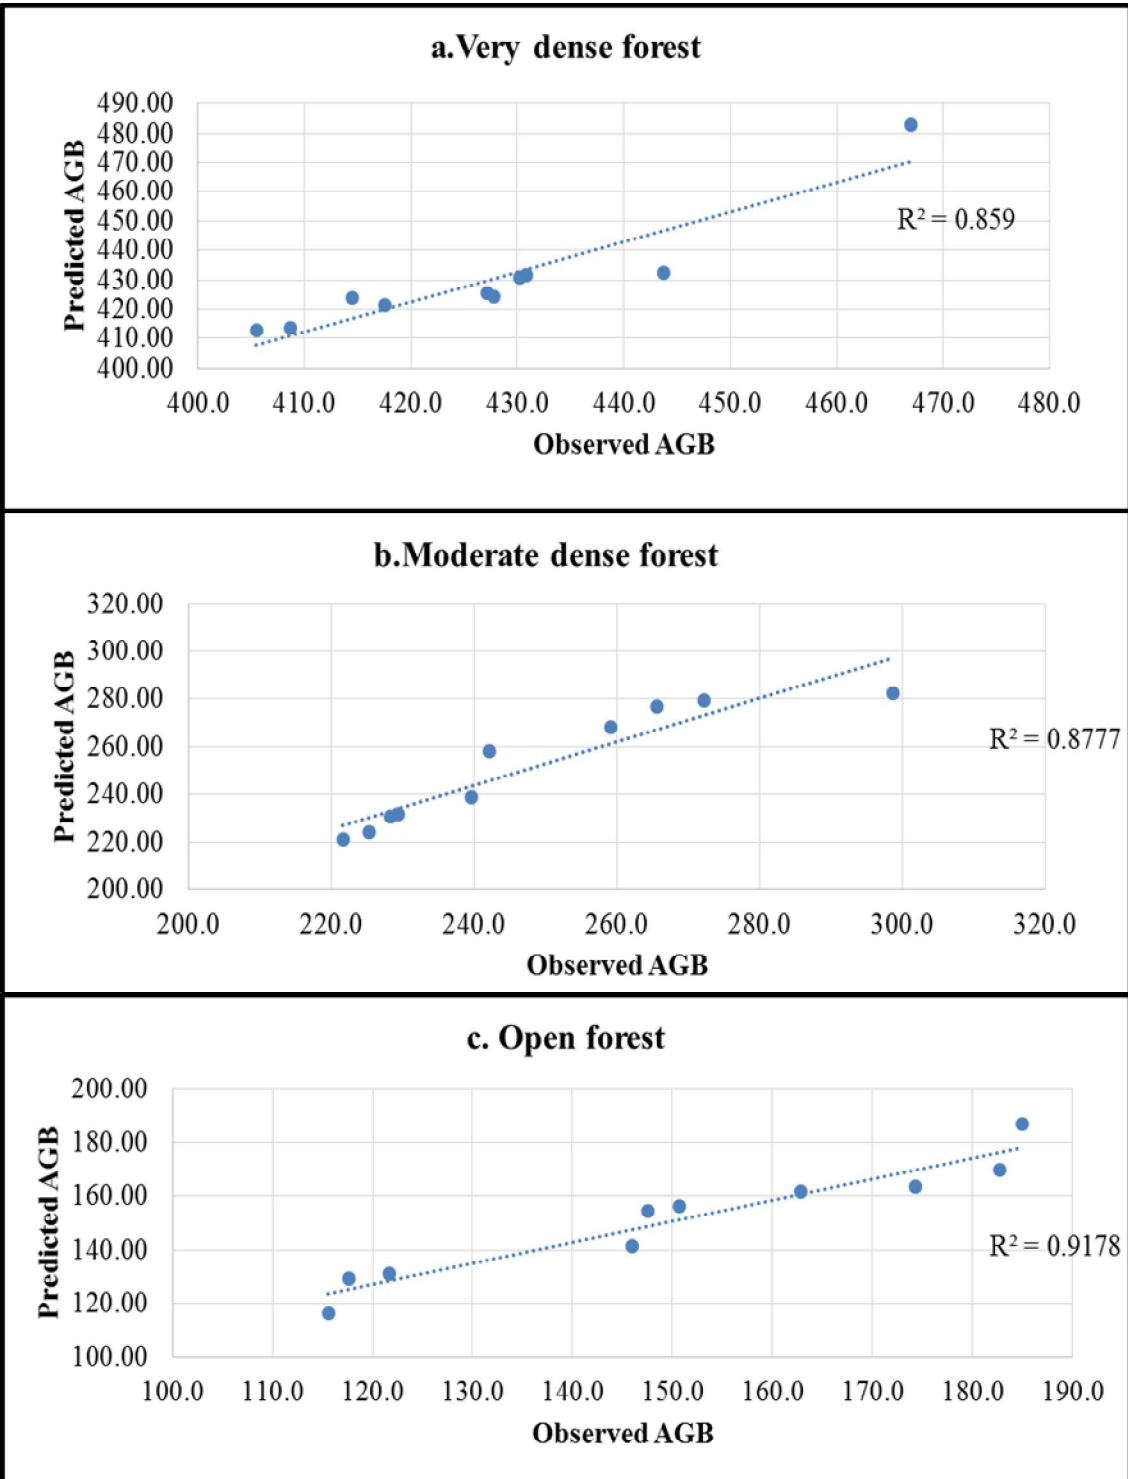 a.Very dense forest
490.00
480.00
470.00
460.00
450.00
440.00
430.00
420.00
410.00
400.00
Predicted AGB
R² = 0.859
400.0 410.0 420.0 430.0 440.0 450.0 460.0 470.0 480.0
Observed AGB
b.Moderate dense forest
320.00
300.00
280.00
260.00
240.00
220.00
200.00
Predicted AGB
R² = 0.8777
200.0 220.0 240.0 260.0 280.0 300.0 320.0
Observed AGB
c. Open forest
200.00
180.00
160.00
140.00
120.00
100.00
Predicted AGB
R² = 0.9178
100.0 110.0 120.0 130.0 140.0 150.0 160.0 170.0 180.0 190.0
Observed AGB